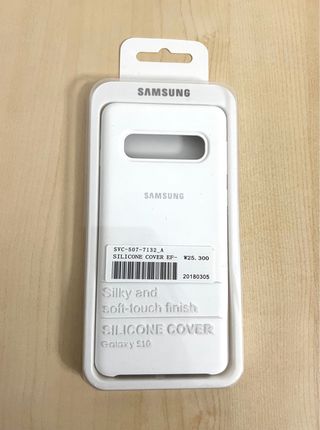 SAMSUNG
SAMSUNG
SVC-507-7132_A
SILICONE COVER EF- ₩25,300
20180305
Silky and
soft-touch finish
SILICONE COVER
Galaxy S10